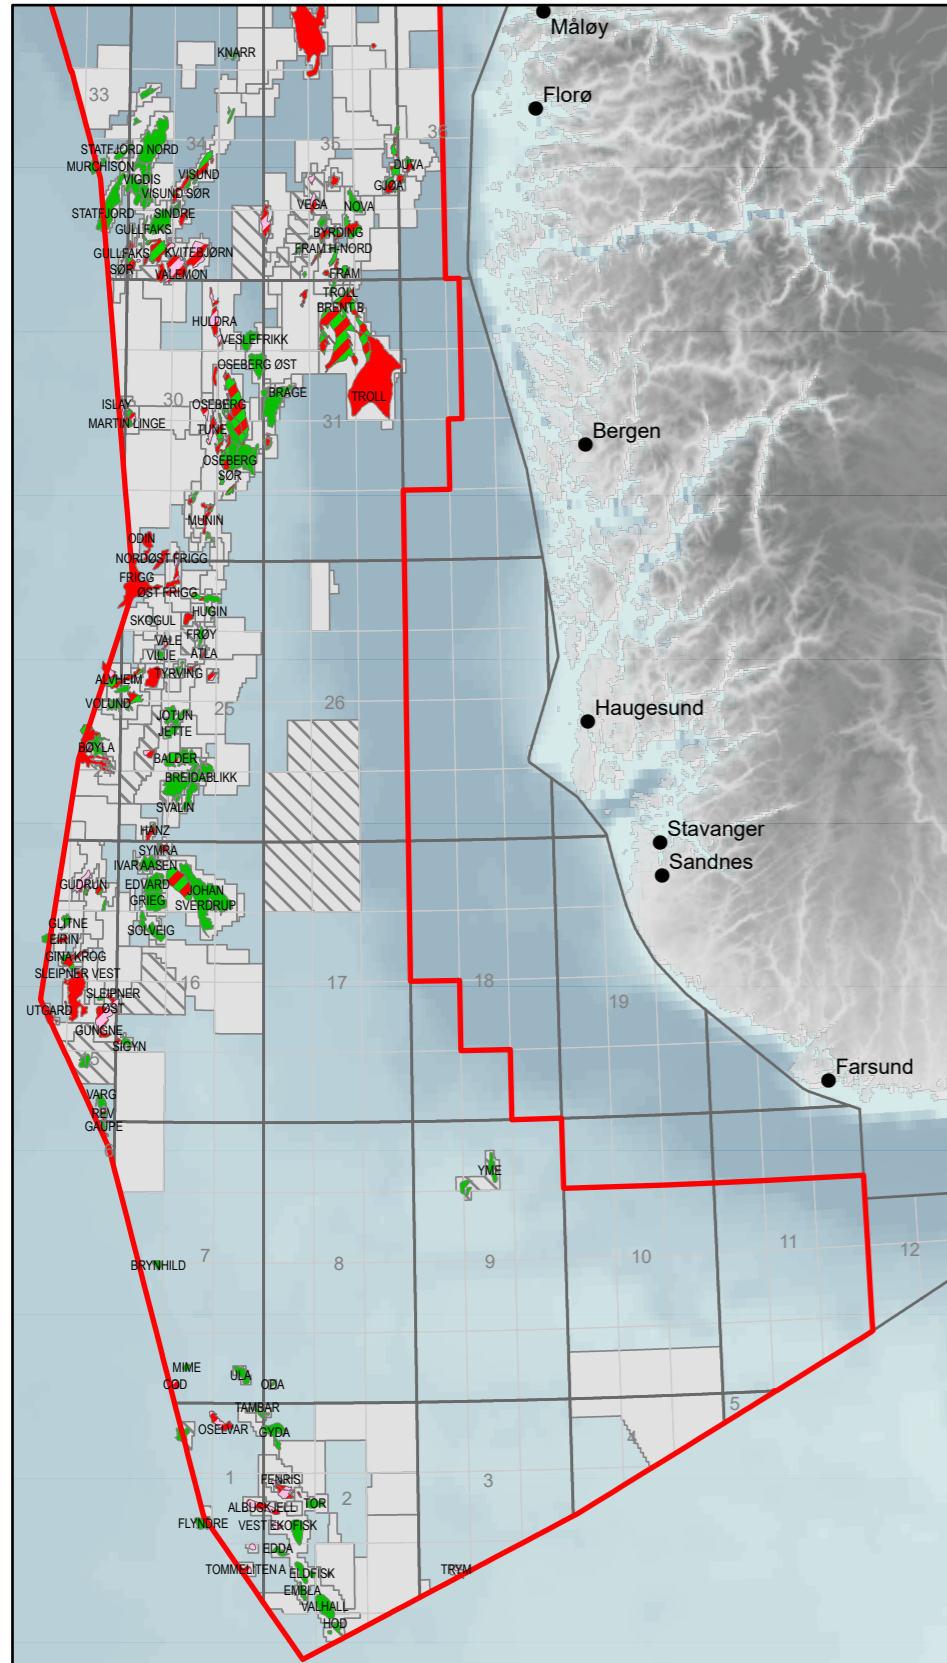 Måløy
KNARR
33
Florø
36
STATFJORD NORD
34
35
MURCHISON
DUVA
VIGDIS
VISUND
GJØA
VISUND SØR
VEGA
NOVA
STATFJORD
SINDRE
GULLFAKS
BYRDING
GULLFAKS
SØR
KVITEBJØRN
FRAM H-NORD
VALEMON
FRAM
TROLL
BRENT B
HULDRA
VESLEFRIKK
OSEBERG ØST
BRAGE
TROLL
ISLAY
30
OSEBERG
31
MARTIN LINGE
TUNE
Bergen
OSEBERG
SØR
MUNIN
ODIN
NORDØST FRIGG
FRIGG
ØST FRIGG
HUGIN
SKOGUL
FRØY
VALE
VILJE
ATLA
ALVHEIM
TYRVING
VOLUND
25
26
JOTUN
JETTE
Haugesund
BØYLA
BALDER
BREIDABLIKK
SVALIN
HANZ
Stavanger
SYMRA
IVAR AASEN
Sandnes
GUDRUN
EDVARD
GRIEG
JOHAN
SVERDRUP
GLITNE
SOLVEIG
EIRIN
GINA KROG
SLEIPNER VEST
16
17
18
19
SLEIPNER
ØST
UTGARD
GUNGNE
SIGYN
15
Farsund
VARG
REV
GAUPE
6
YME
7
8
9
10
11
12
BRYNHILD
MIME
ULA
COD
ODA
5
TAMBAR
OSELVAR
GYDA
4
1
FENRIS
3
2
ALBUSKJELL
TOR
FLYNDRE
VEST EKOFISK
EDDA
TOMMELITEN A
ELDFISK
TRYM
EMBLA
VALHALL
HOD